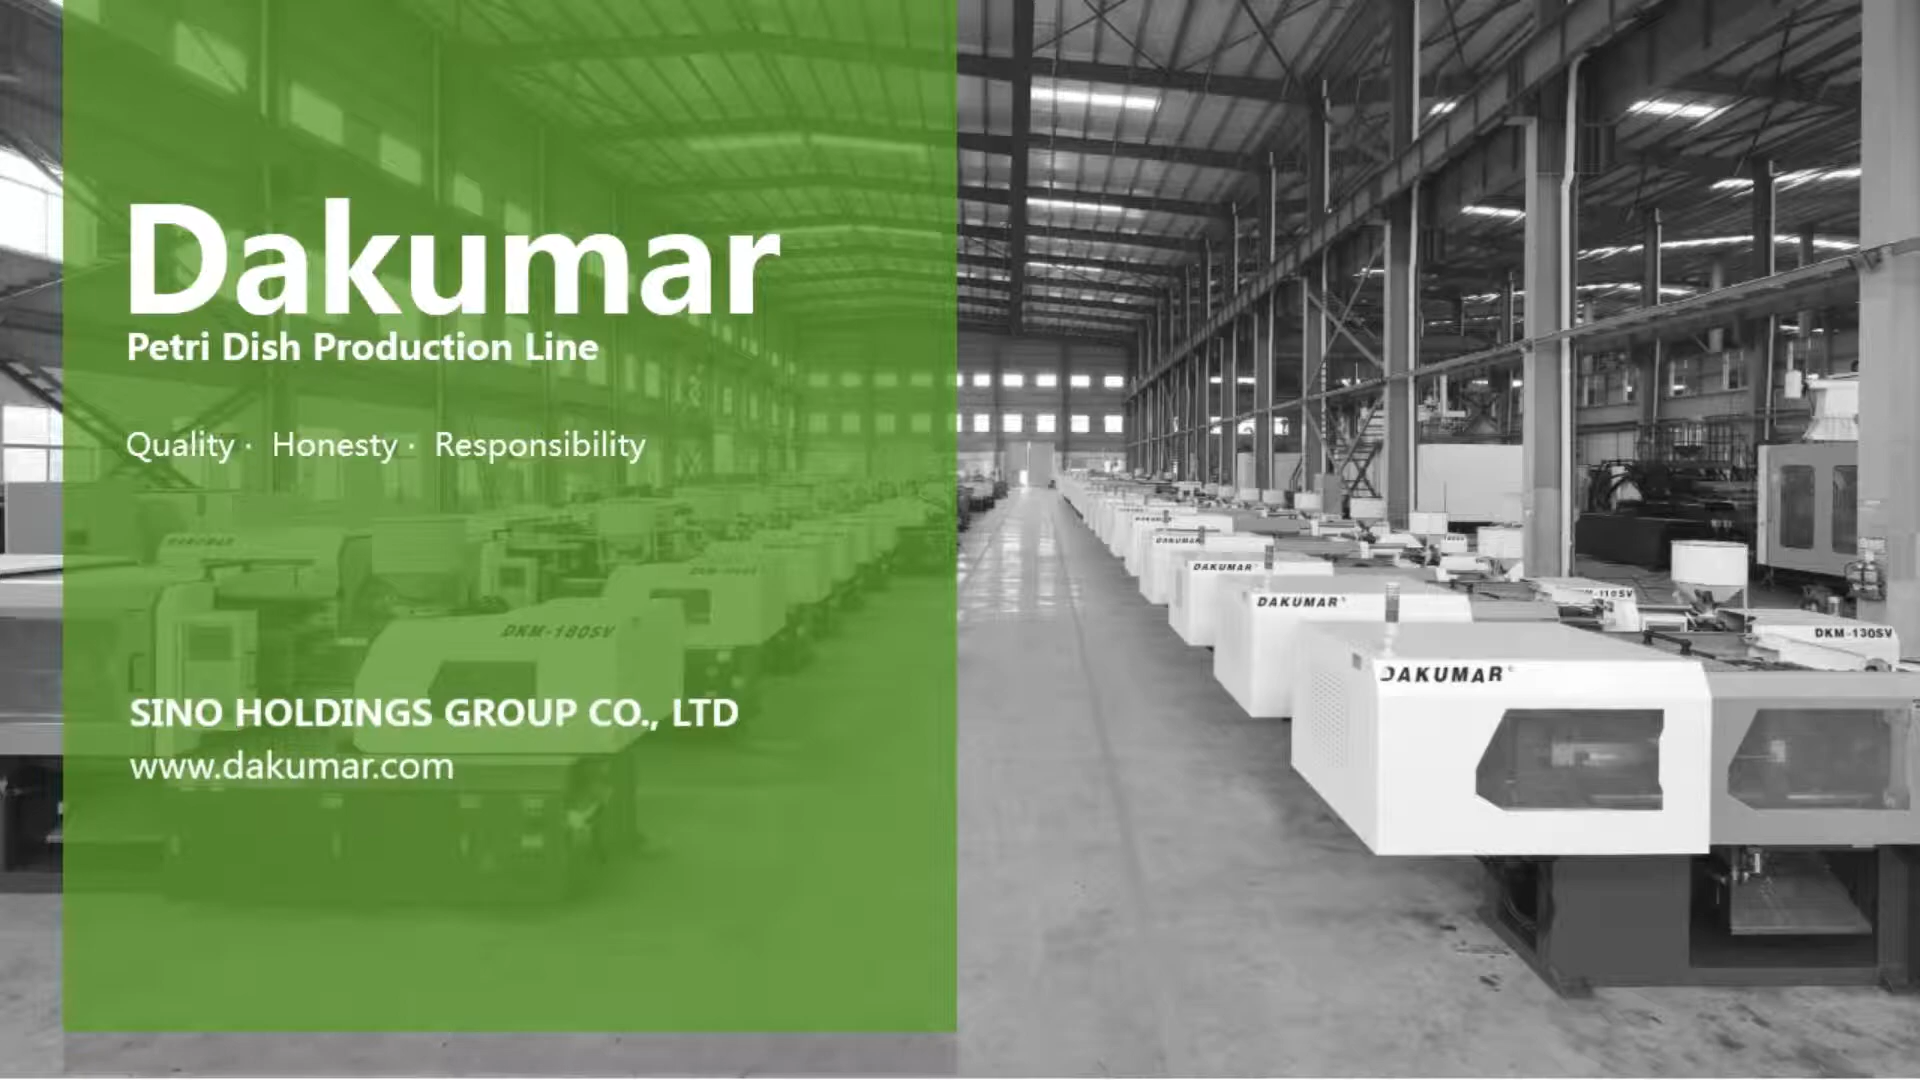 Dakumar
Petri Dish Production Line
Quality · Honesty · Responsibility
SINO HOLDINGS GROUP CO., LTD
www.dakumar.com
DKM-180SV
DAKUMAR
DAKUMAR
DAKUMAR
DAKUMAR
DKM-130SV